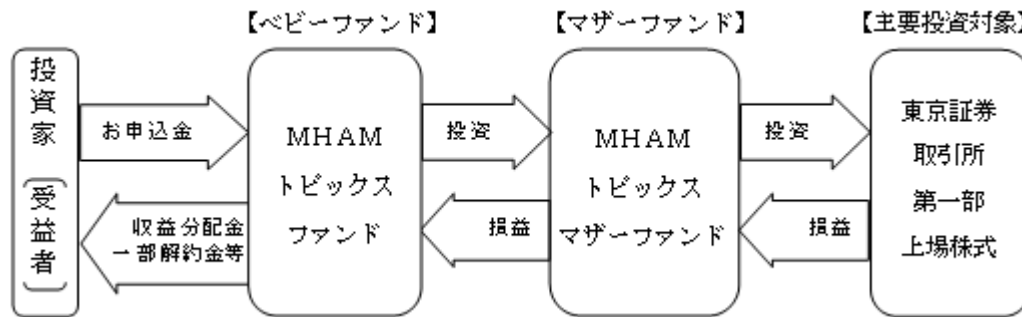 【ベビーファンド】
【マザーファンド】
【主要投資対象】
投資家
（受益者）
お申込金
収益分配金
一部解約金等
MHAM
トピックス
ファンド
投資
損益
MHAM
トピックス
マザーファンド
投資
損益
東京証券
取引所
第一部
上場株式